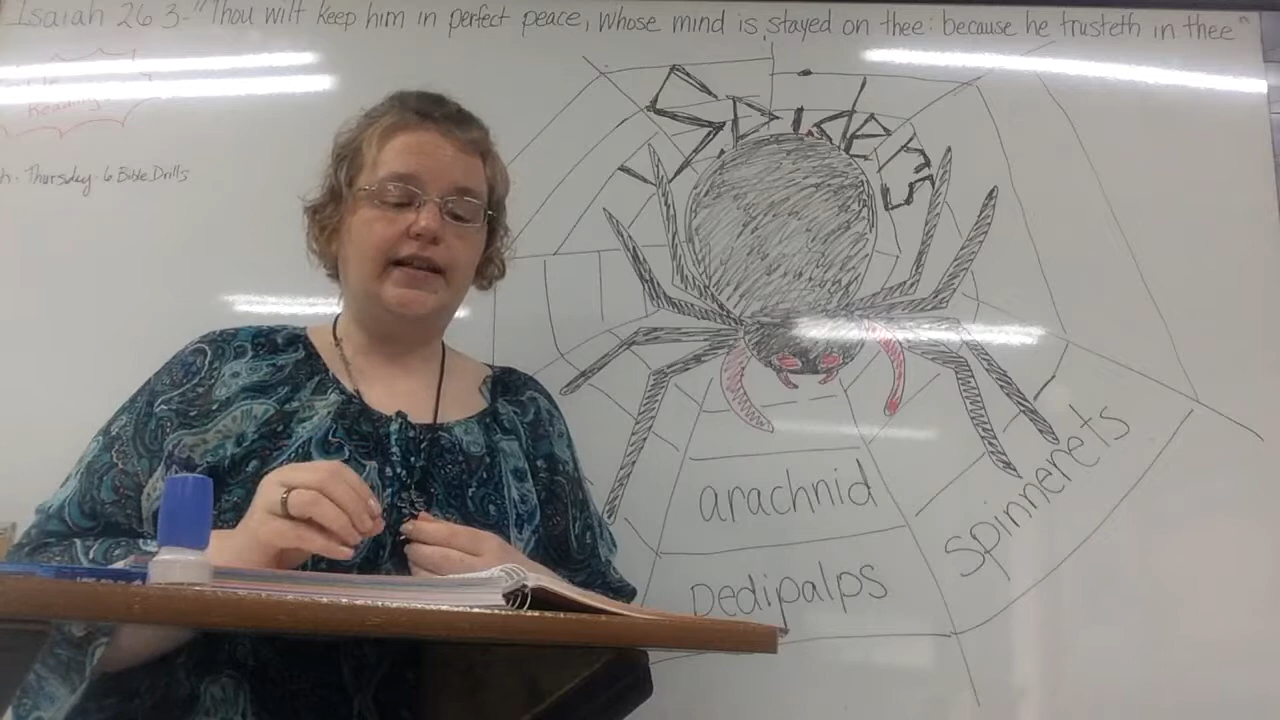 Isaiah 26 3-"Thou wilt keep him in perfect peace, whose mind is stayed on thee: because he trusteth in thee"
Reading
Thursday - 6 Bible Drills
Spiders
arachnid
pedipalps
spinnerets